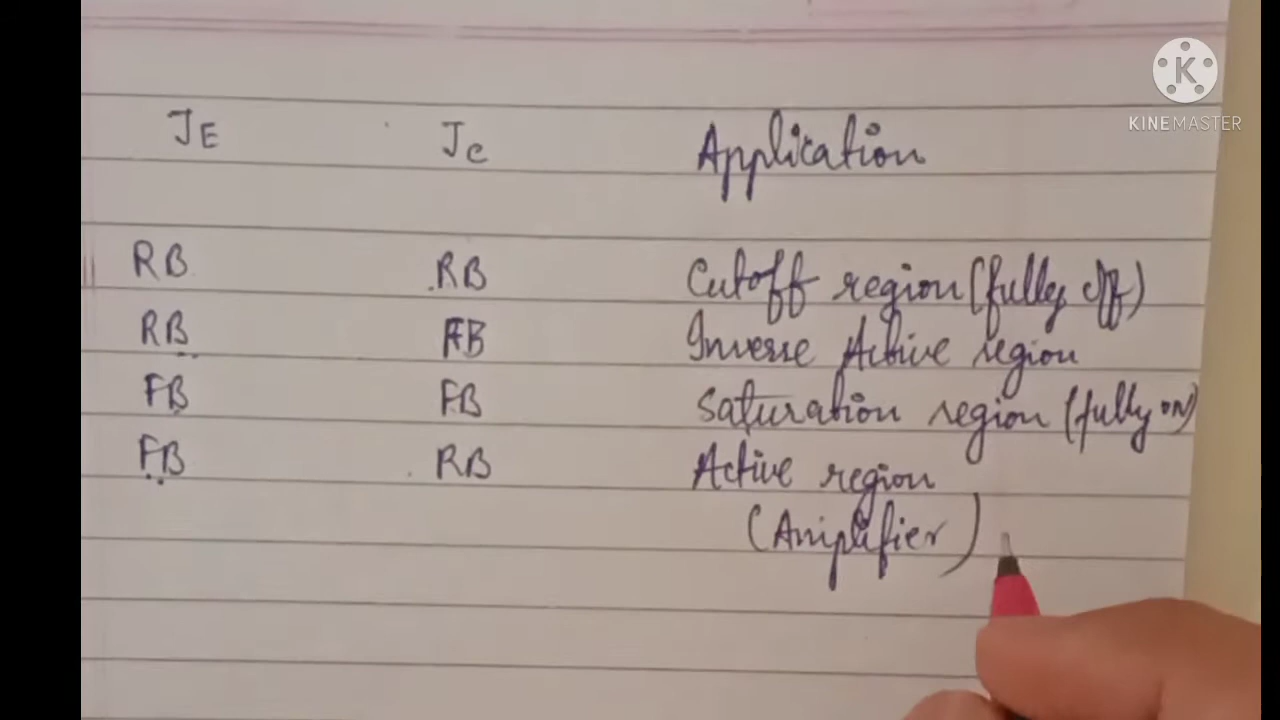 JE JC Application
RB RB Cutoff region (fully off)
RB FB Inverse Active region
FB FB Saturation region (fully on)
FB RB Active region
(Amplifier)
K
KINEMASTER